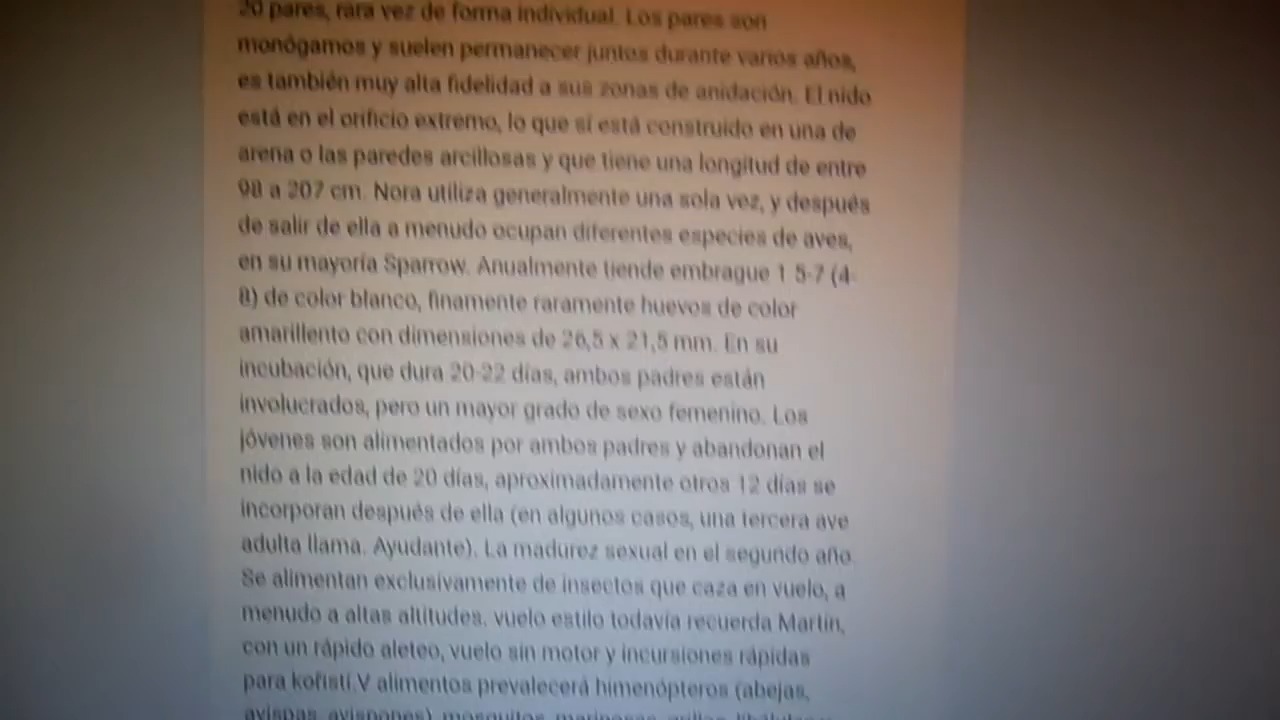 20 pares, rara vez de forma individual. Los pares son
monógamos y suelen permanecer juntos durante varios años,
es también muy alta fidelidad a sus zonas de anidación. El nido
está en el orificio extremo, lo que sí está construido en una de
arena o las paredes arcillosas y que tiene una longitud de entre
98 a 207 cm. Nora utiliza generalmente una sola vez, y después
de salir de ella a menudo ocupan diferentes especies de aves,
en su mayoría Sparrow. Anualmente tiende embrague 1 5-7 (4-
8) de color blanco, finamente raramente huevos de color
amarillento con dimensiones de 26,5 x 21,5 mm. En su
incubación, que dura 20-22 días, ambos padres están
involucrados, pero un mayor grado de sexo femenino. Los
jóvenes son alimentados por ambos padres y abandonan el
nido a la edad de 20 días, aproximadamente otros 12 días se
incorporan después de ella (en algunos casos, una tercera ave
adulta llama. Ayudante). La madurez sexual en el segundo año.
Se alimentan exclusivamente de insectos que caza en vuelo, a
menudo a altas altitudes. vuelo estilo todavía recuerda Martin,
con un rápido aleteo, vuelo sin motor y incursiones rápidas
para kořistí.V alimentos prevalecerá himenópteros (abejas,
avispas, avispones), mosquitos, mariposas, grillos, libélulas y